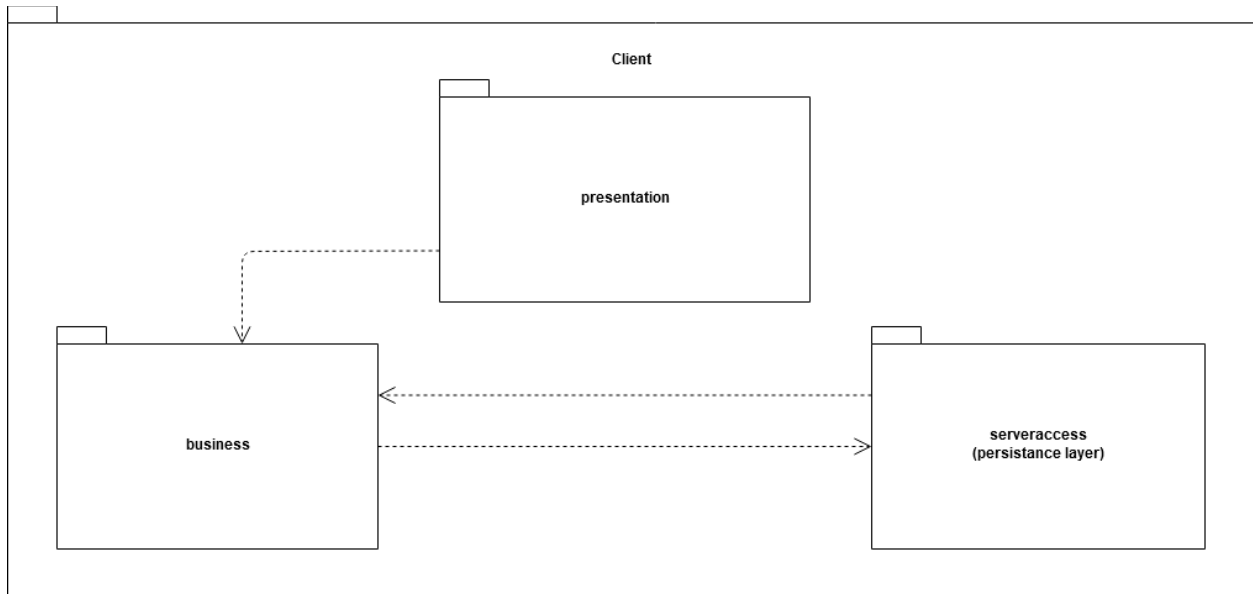 Client
presentation
business
serveraccess
(persistance layer)